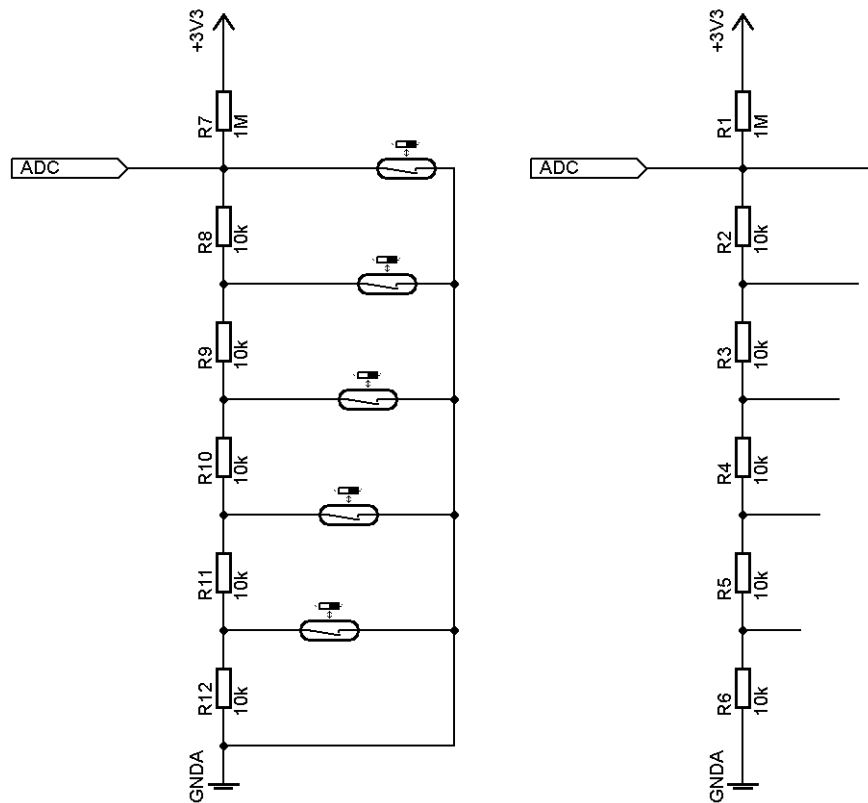 +3V3
R7
1M
ADC
R8
10k
R9
10k
R10
10k
R11
10k
R12
10k
GNDA
+3V3
R1
1M
ADC
R2
10k
R3
10k
R4
10k
R5
10k
R6
10k
GNDA